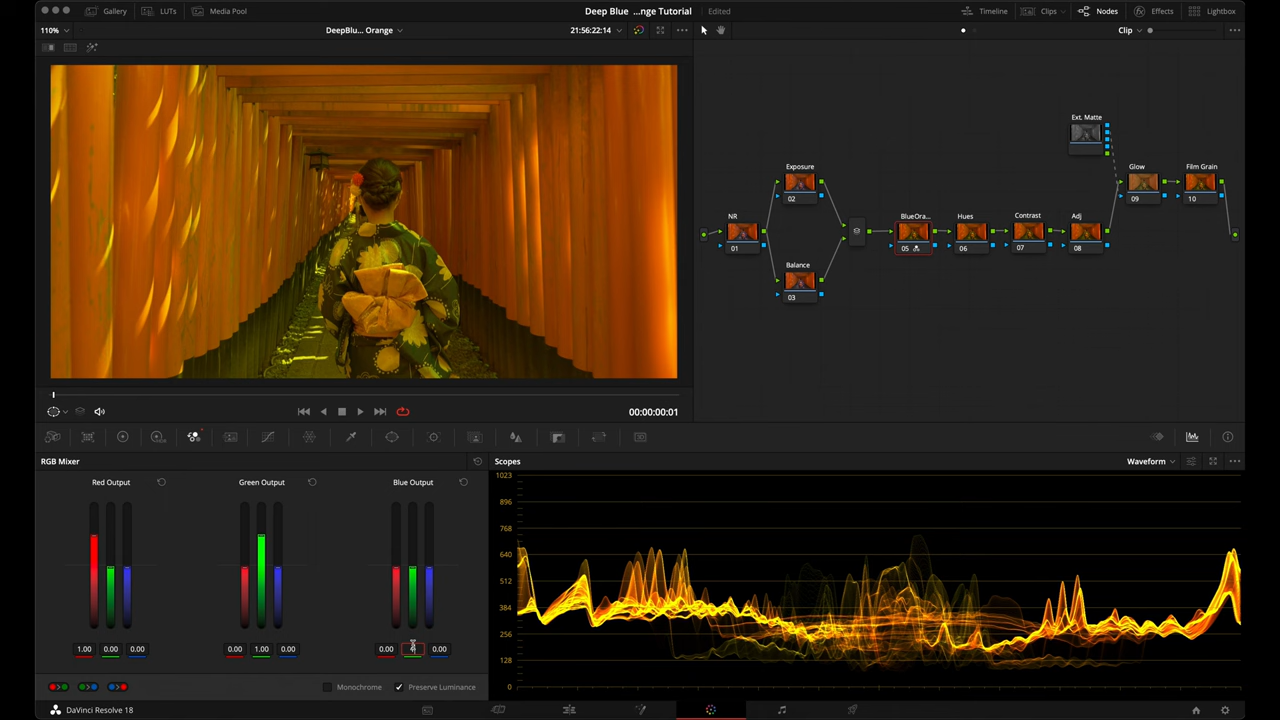 Gallery LUTs Media Pool Deep Blue ...nge Tutorial Edited Timeline Clips Nodes Effects Lightbox
110% DeepBlu... Orange 21:56:22:14 Clip
Ext. Matte
Exposure Glow Film Grain
02 09 10
NR BlueOra... Hues Contrast Adj
01 05 06 07 08
Balance
03
00:00:00:01
RGB Mixer Scopes Waveform
Red Output Green Output Blue Output
1023
896
768
640
512
384
256
128
0
1.00 0.00 0.00 0.00 1.00 0.00 0.00 0.00
Monochrome Preserve Luminance
DaVinci Resolve 18